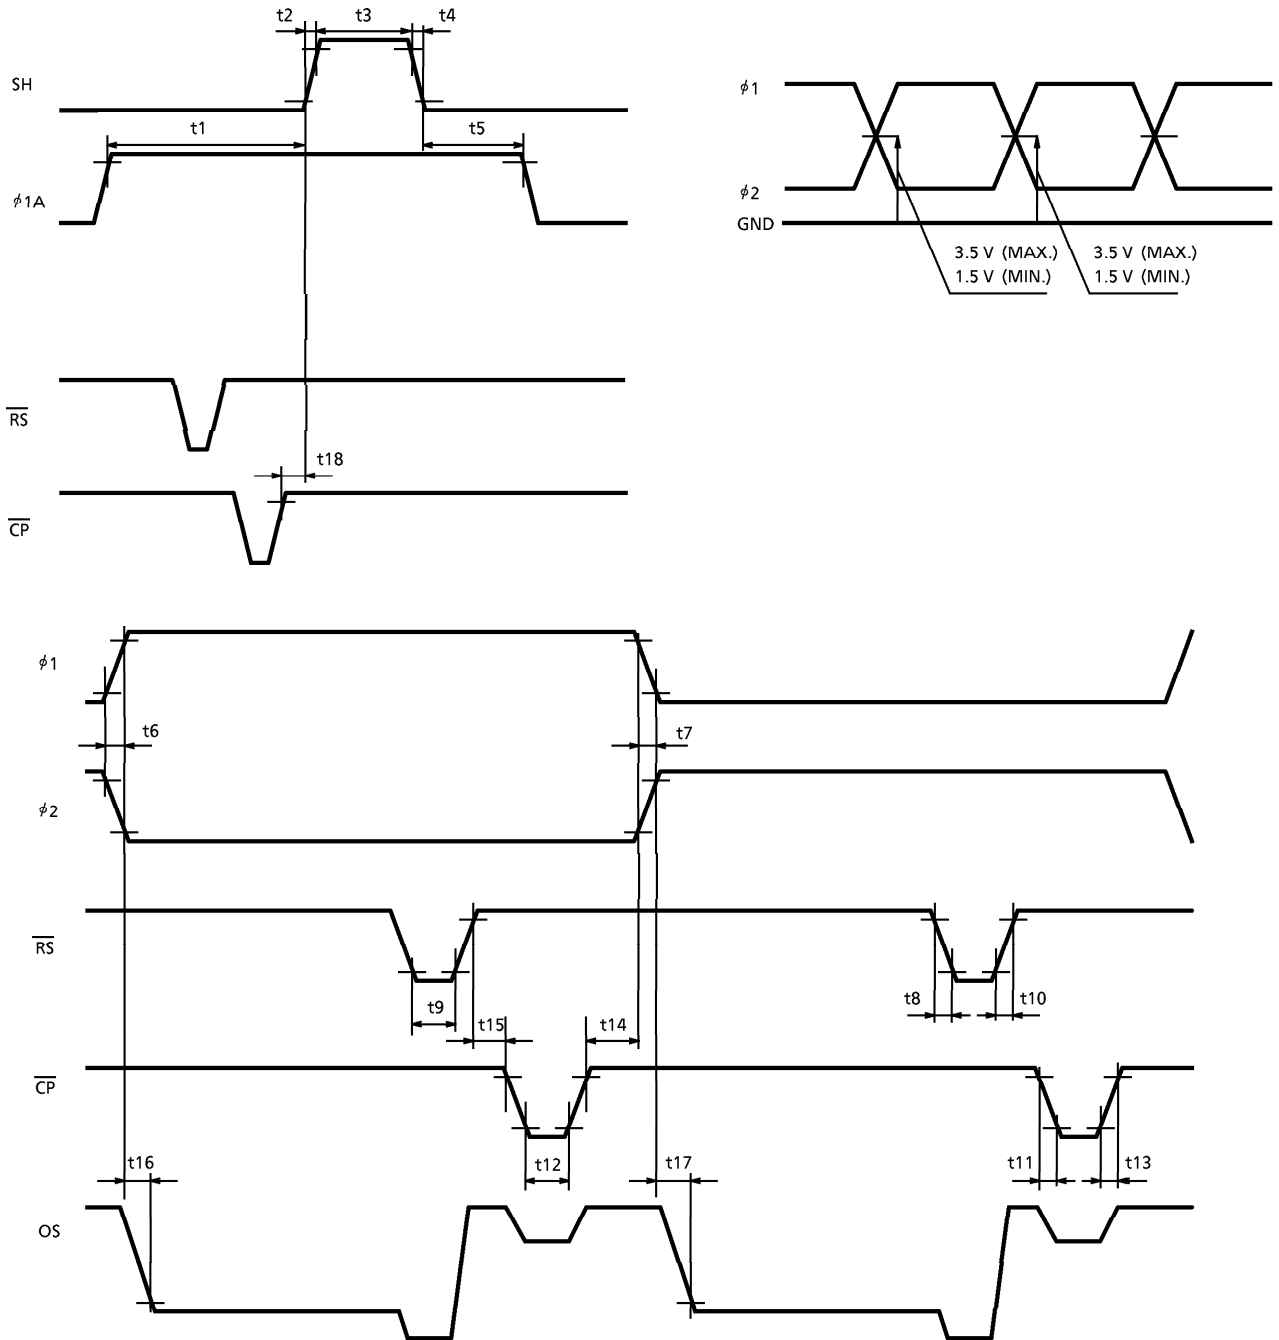 t2 t3 t4
SH
t1 t5
ϕ1A
RS
t18
CP
ϕ1
ϕ2
GND
3.5 V (MAX.) 3.5 V (MAX.)
1.5 V (MIN.) 1.5 V (MIN.)
ϕ1
t6 t7
ϕ2
RS
t9 t8 t10
t15 t14
CP
t16 t12 t17 t11 t13
OS